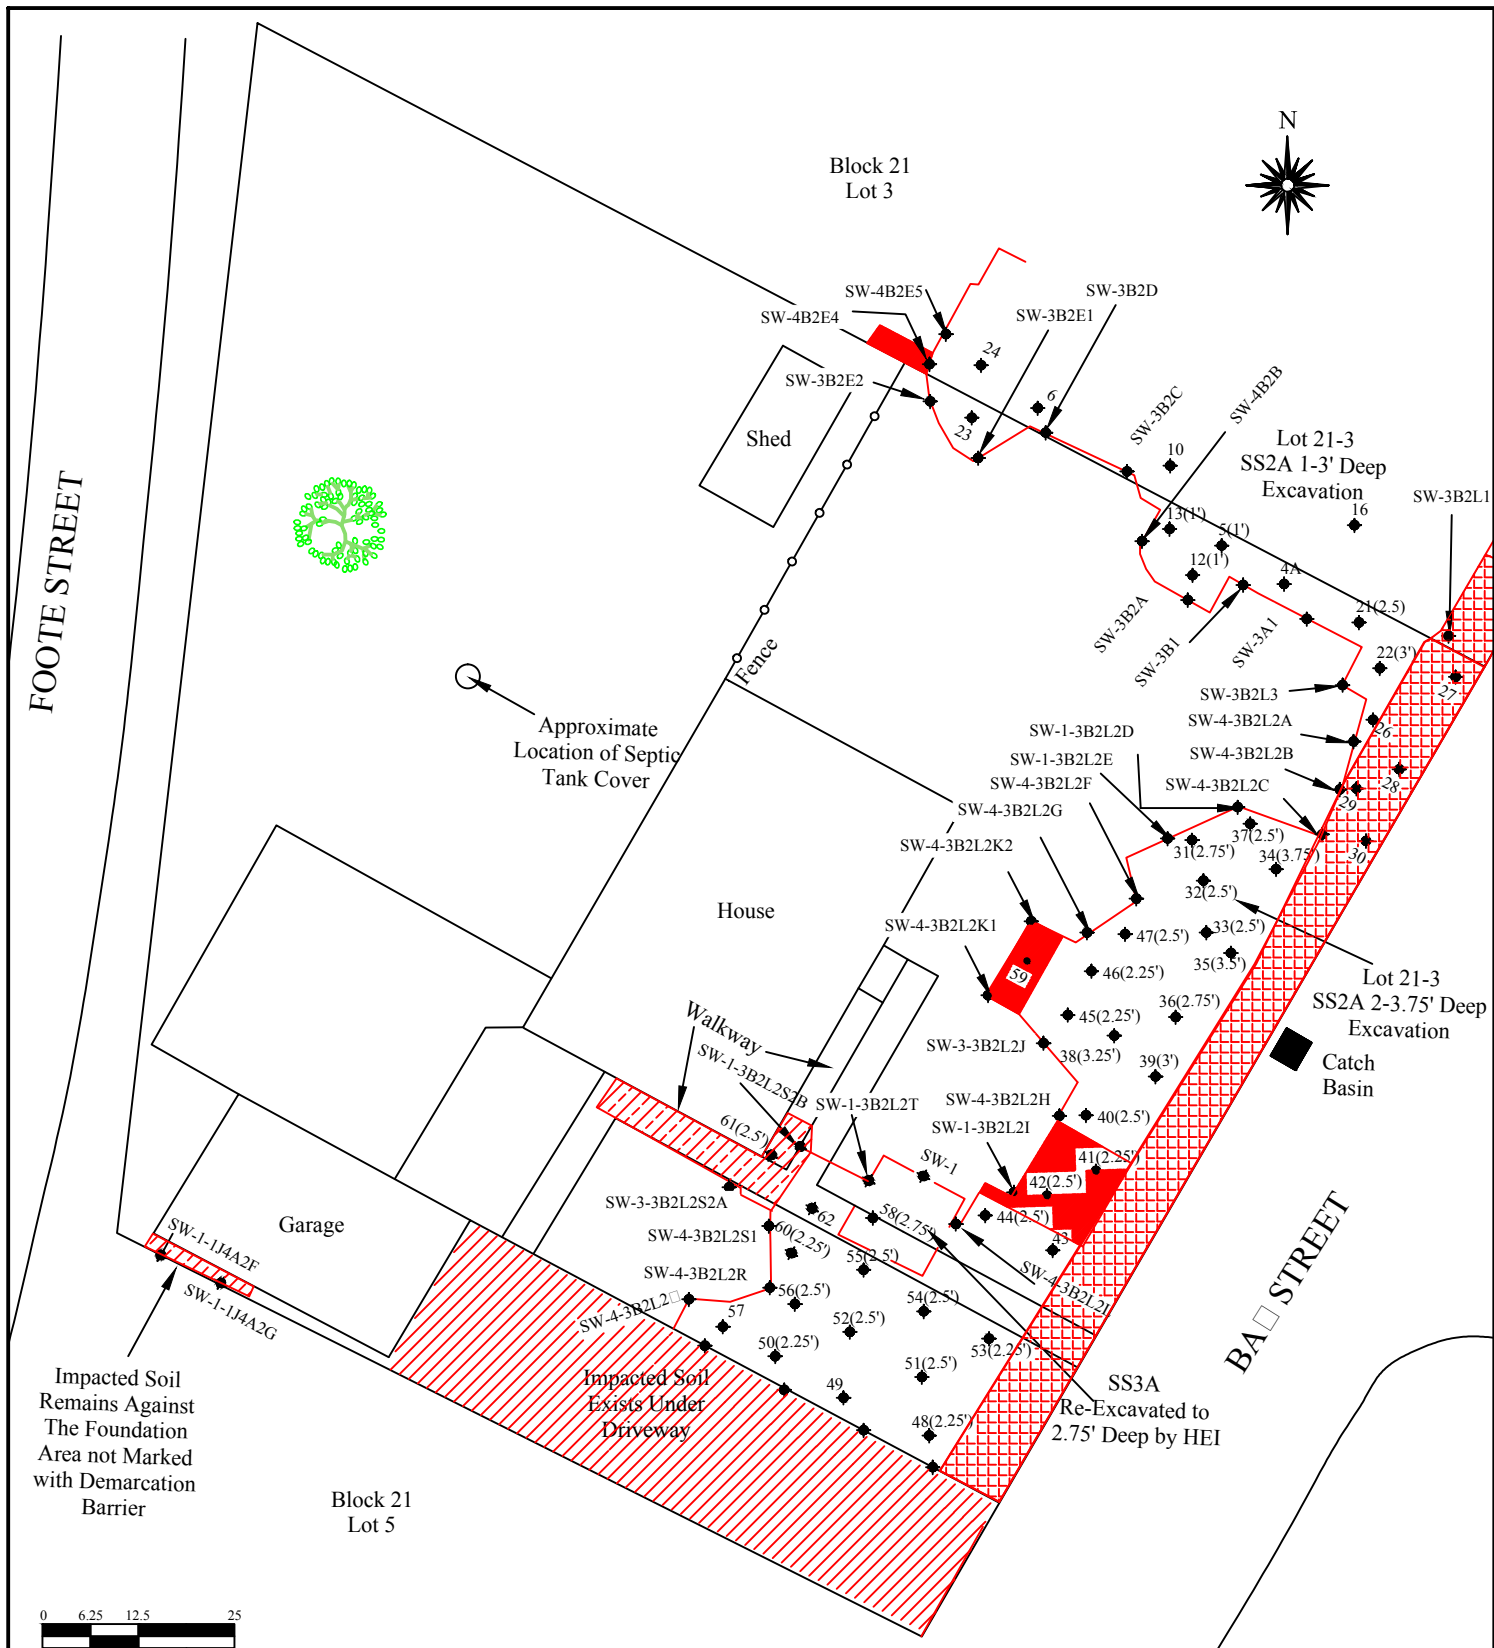 N
Block 21
Lot 3
SW-4B2E5
SW-3B2D
SW-4B2E4
SW-3B2E1
24
SW-3B2E2
6
23
SW-3B2C
SW-4B2B
Shed
10
Lot 21-3
SS2A 1-3' Deep
Excavation
SW-3B2L1
16
13(1')
5(1')
12(1')
4A
SW-3B2A
SW-3B1
SW-3A1
21(2.5)
22(3')
27
FOOTE STREET
Fence
SW-3B2L3
SW-4-3B2L2A
26
SW-4-3B2L2B
28
Approximate
Location of Septic
Tank Cover
SW-1-3B2L2D
SW-1-3B2L2E
SW-4-3B2L2F
SW-4-3B2L2C
29
SW-4-3B2L2G
37(2.5')
SW-4-3B2L2K2
31(2.75')
34(3.75')
30
32(2.5')
House
SW-4-3B2L2K1
47(2.5')
33(2.5')
35(3.5')
59
46(2.25')
Lot 21-3
SS2A 2-3.75' Deep
Excavation
36(2.75')
45(2.25')
Walkway
SW-3-3B2L2J
38(3.25')
Catch
Basin
39(3')
SW-1-3B2L2S2B
SW-1-3B2L2T
SW-4-3B2L2H
40(2.5')
SW-1-3B2L2I
61(2.5')
41(2.25')
SW-1
42(2.5')
SW-3-3B2L2S2A
62
58(2.75')
44(2.5')
43
Garage
SW-1-1J4A2F
SW-4-3B2L2S1
60(2.25')
55(2.5')
SW-4-3B2L2I
SW-4-3B2L2R
SW-4-3B2L2□
56(2.5')
54(2.5')
SW-1-1J4A2G
57
52(2.5')
53(2.25')
50(2.25')
51(2.5')
BA□ STREET
Impacted Soil
Remains Against
The Foundation
Area not Marked
with Demarcation
Barrier
Impacted Soil
Exists Under
Driveway
49
48(2.25')
SS3A
Re-Excavated to
2.75' Deep by HEI
Block 21
Lot 5
0 6.25 12.5 25